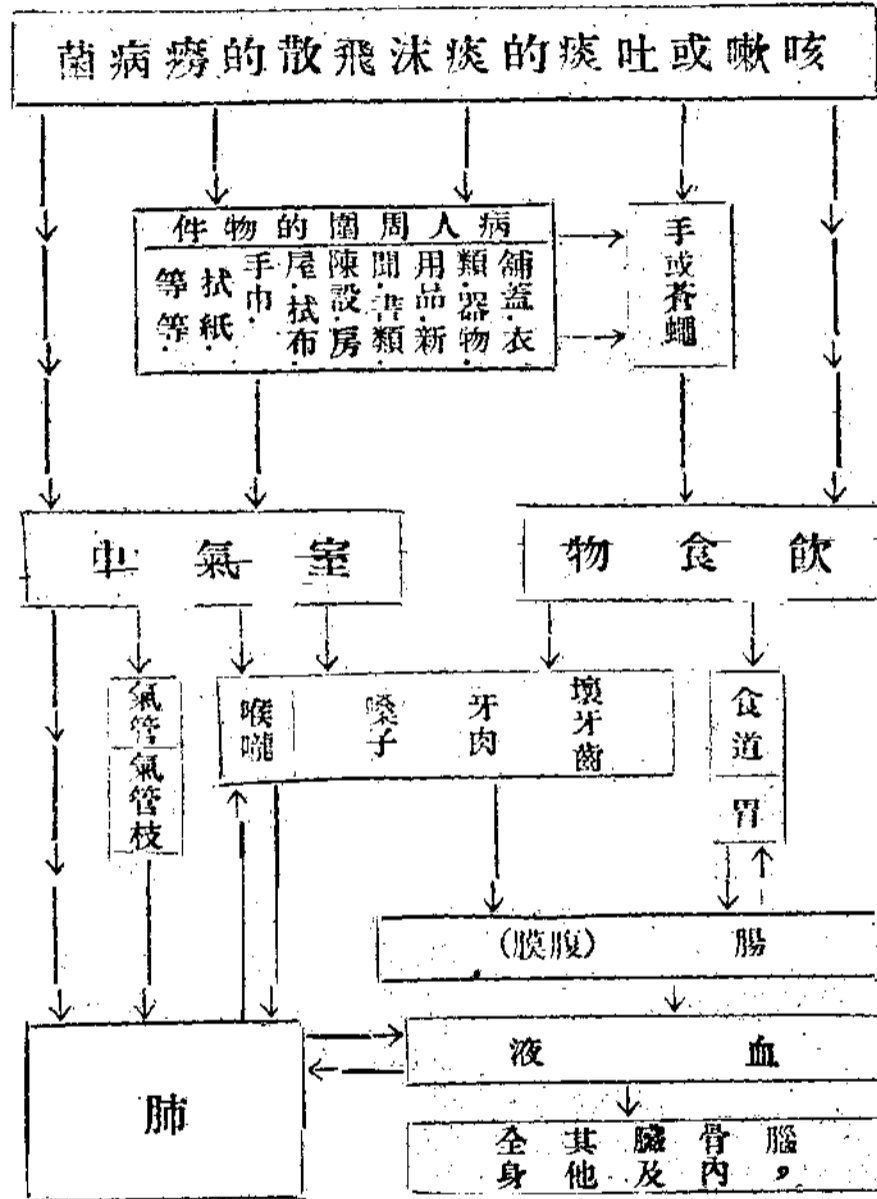 咳嗽或吐痰的痰沫飛散的癆病菌
病人周圍的物件
舖蓋·衣
類·器物·
用品·新
聞·書類·
陳設·房
屋·拭布·
手巾·
拭紙·
等等·
手或蒼蠅
室氣中
飲食物
氣管
氣管枝
喉嚨
嗓子
牙肉
壞牙齒
食道
胃
腸 (腹膜)
肺
血液
腦，
骨內
臟及
其他
全身